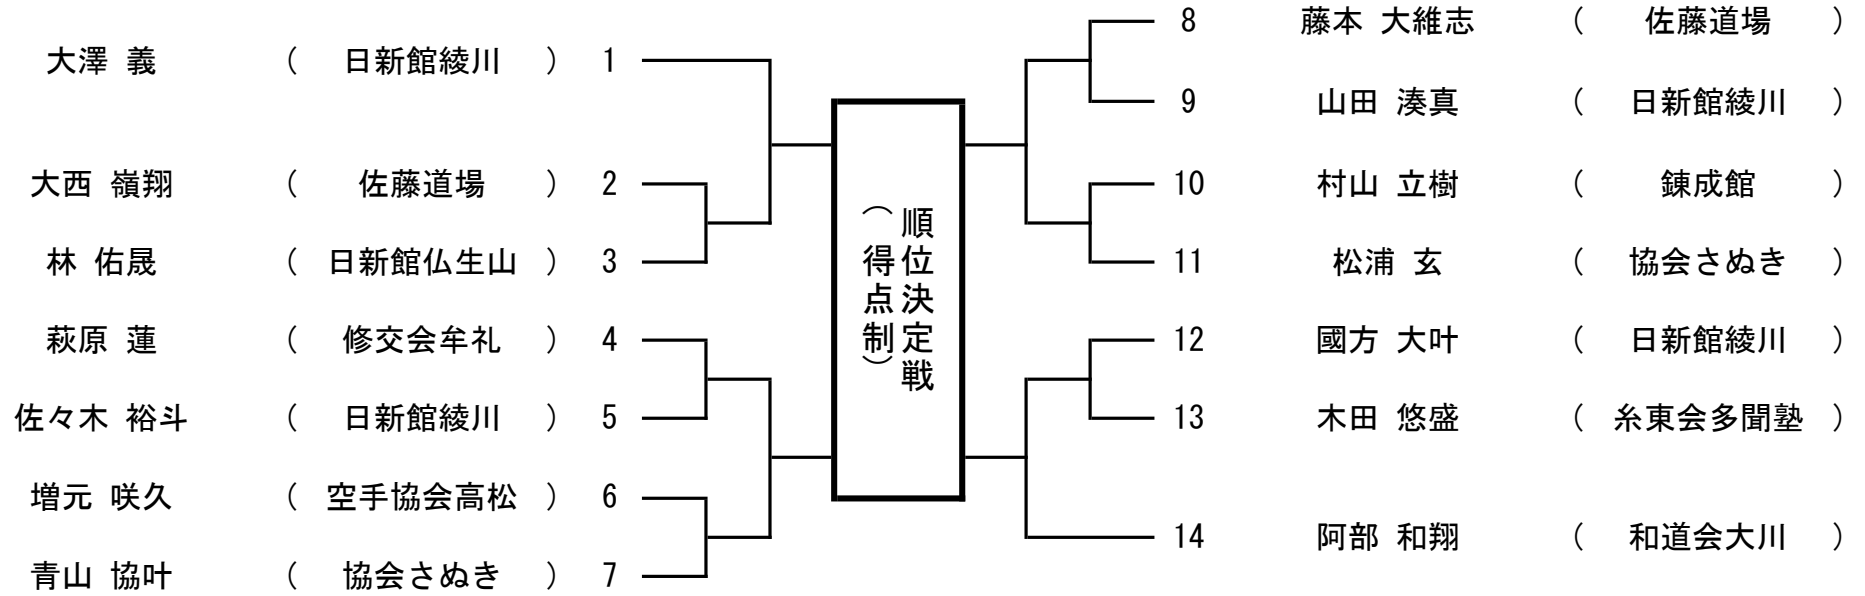 大澤 義 ( 日新館綾川 ) 1
大西 嶺翔 ( 佐藤道場 ) 2
林 佑晟 ( 日新館仏生山 ) 3
萩原 蓮 ( 修交会牟礼 ) 4
佐々木 裕斗 ( 日新館綾川 ) 5
増元 咲久 ( 空手協会高松 ) 6
青山 協叶 ( 協会さぬき ) 7
順位決定戦
(得点制)
8 藤本 大維志 ( 佐藤道場 )
9 山田 湊真 ( 日新館綾川 )
10 村山 立樹 ( 錬成館 )
11 松浦 玄 ( 協会さぬき )
12 國方 大叶 ( 日新館綾川 )
13 木田 悠盛 ( 糸東会多聞塾 )
14 阿部 和翔 ( 和道会大川 )